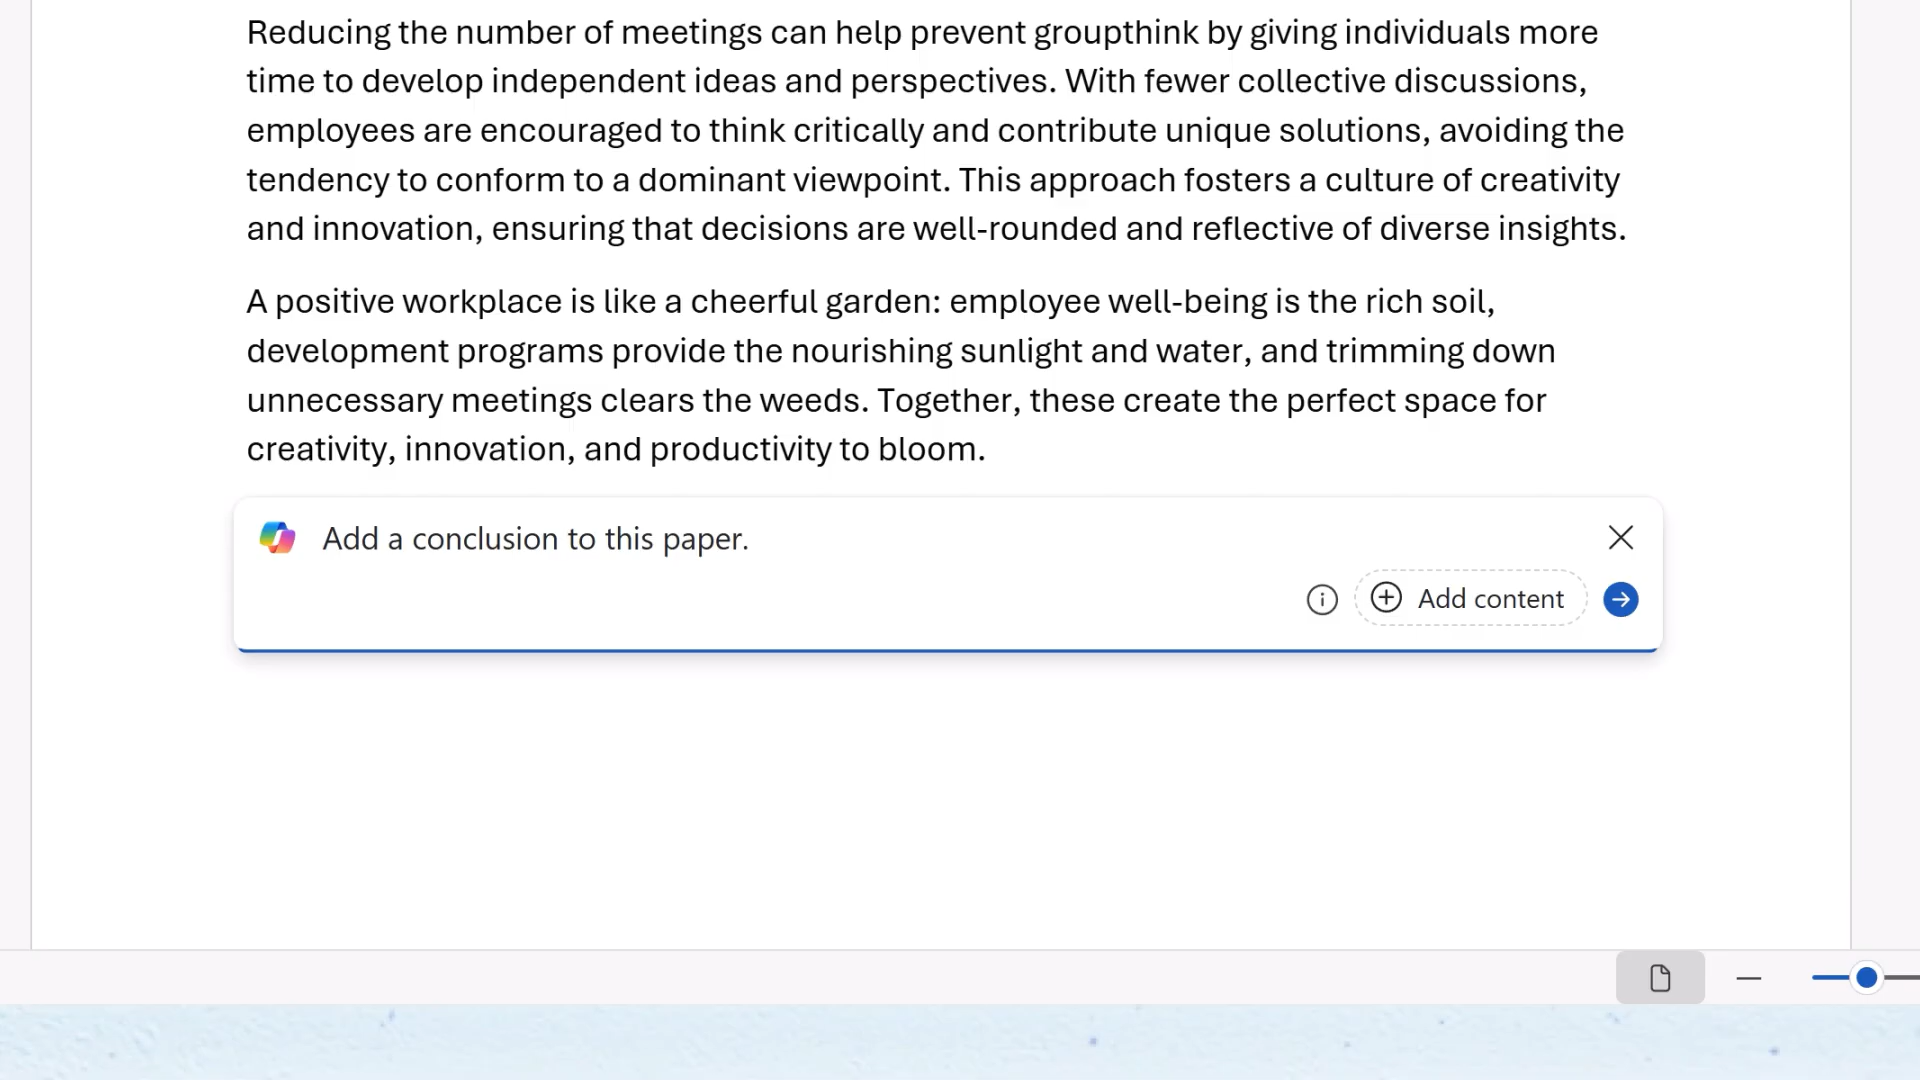 Reducing the number of meetings can help prevent groupthink by giving individuals more
time to develop independent ideas and perspectives. With fewer collective discussions,
employees are encouraged to think critically and contribute unique solutions, avoiding the
tendency to conform to a dominant viewpoint. This approach fosters a culture of creativity
and innovation, ensuring that decisions are well-rounded and reflective of diverse insights.
A positive workplace is like a cheerful garden: employee well-being is the rich soil,
development programs provide the nourishing sunlight and water, and trimming down
unnecessary meetings clears the weeds. Together, these create the perfect space for
creativity, innovation, and productivity to bloom.
Add a conclusion to this paper.
Add content